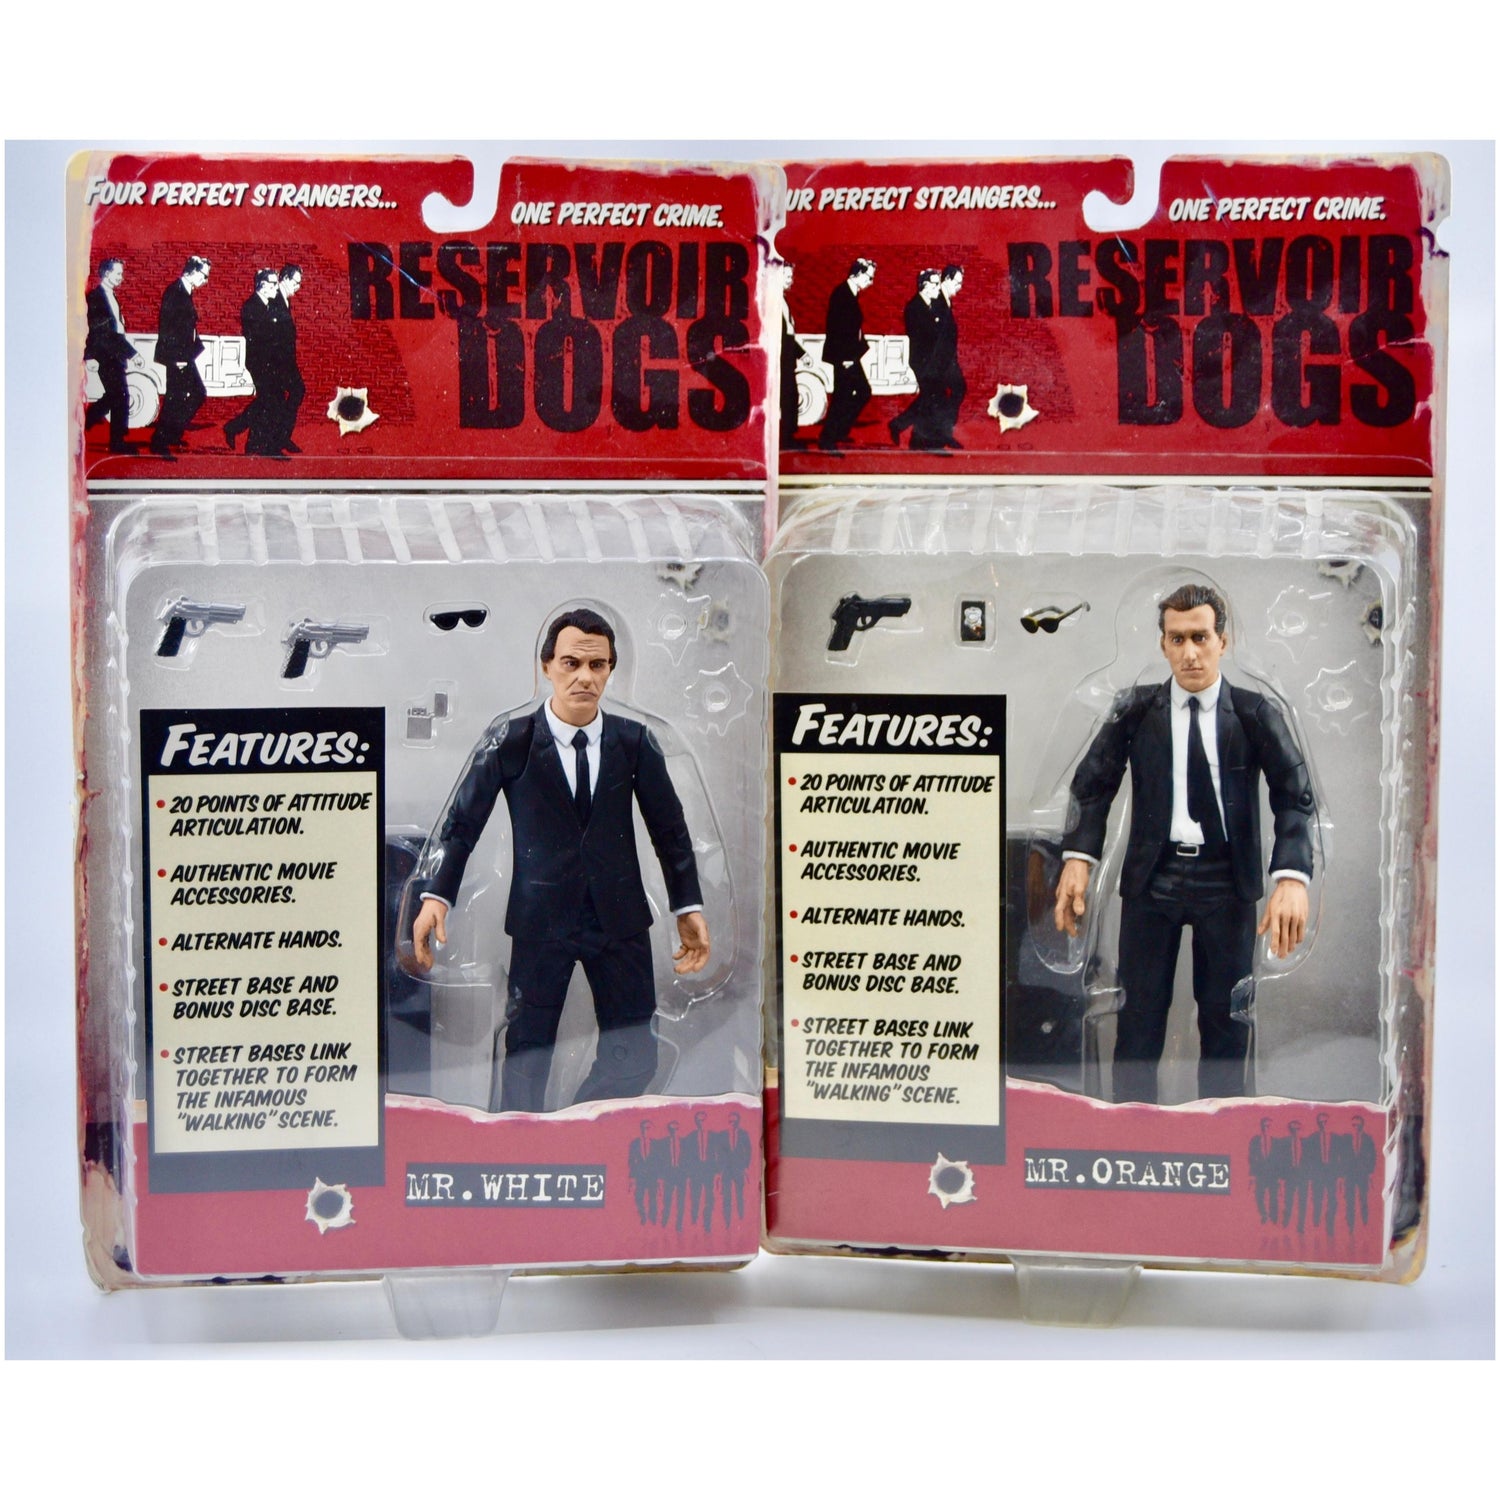 FOUR PERFECT STRANGERS...
ONE PERFECT CRIME.
RESERVOIR
DOGS
FEATURES:
• 20 POINTS OF ATTITUDE
ARTICULATION.
• AUTHENTIC MOVIE
ACCESSORIES.
• ALTERNATE HANDS.
• STREET BASE AND
BONUS DISC BASE.
• STREET BASES LINK
TOGETHER TO FORM
THE INFAMOUS
"WALKING" SCENE.
MR. WHITE
UR PERFECT STRANGERS...
ONE PERFECT CRIME.
RESERVOIR
DOGS
FEATURES:
• 20 POINTS OF ATTITUDE
ARTICULATION.
• AUTHENTIC MOVIE
ACCESSORIES.
• ALTERNATE HANDS.
• STREET BASE AND
BONUS DISC BASE.
• STREET BASES LINK
TOGETHER TO FORM
THE INFAMOUS
"WALKING" SCENE.
MR. ORANGE